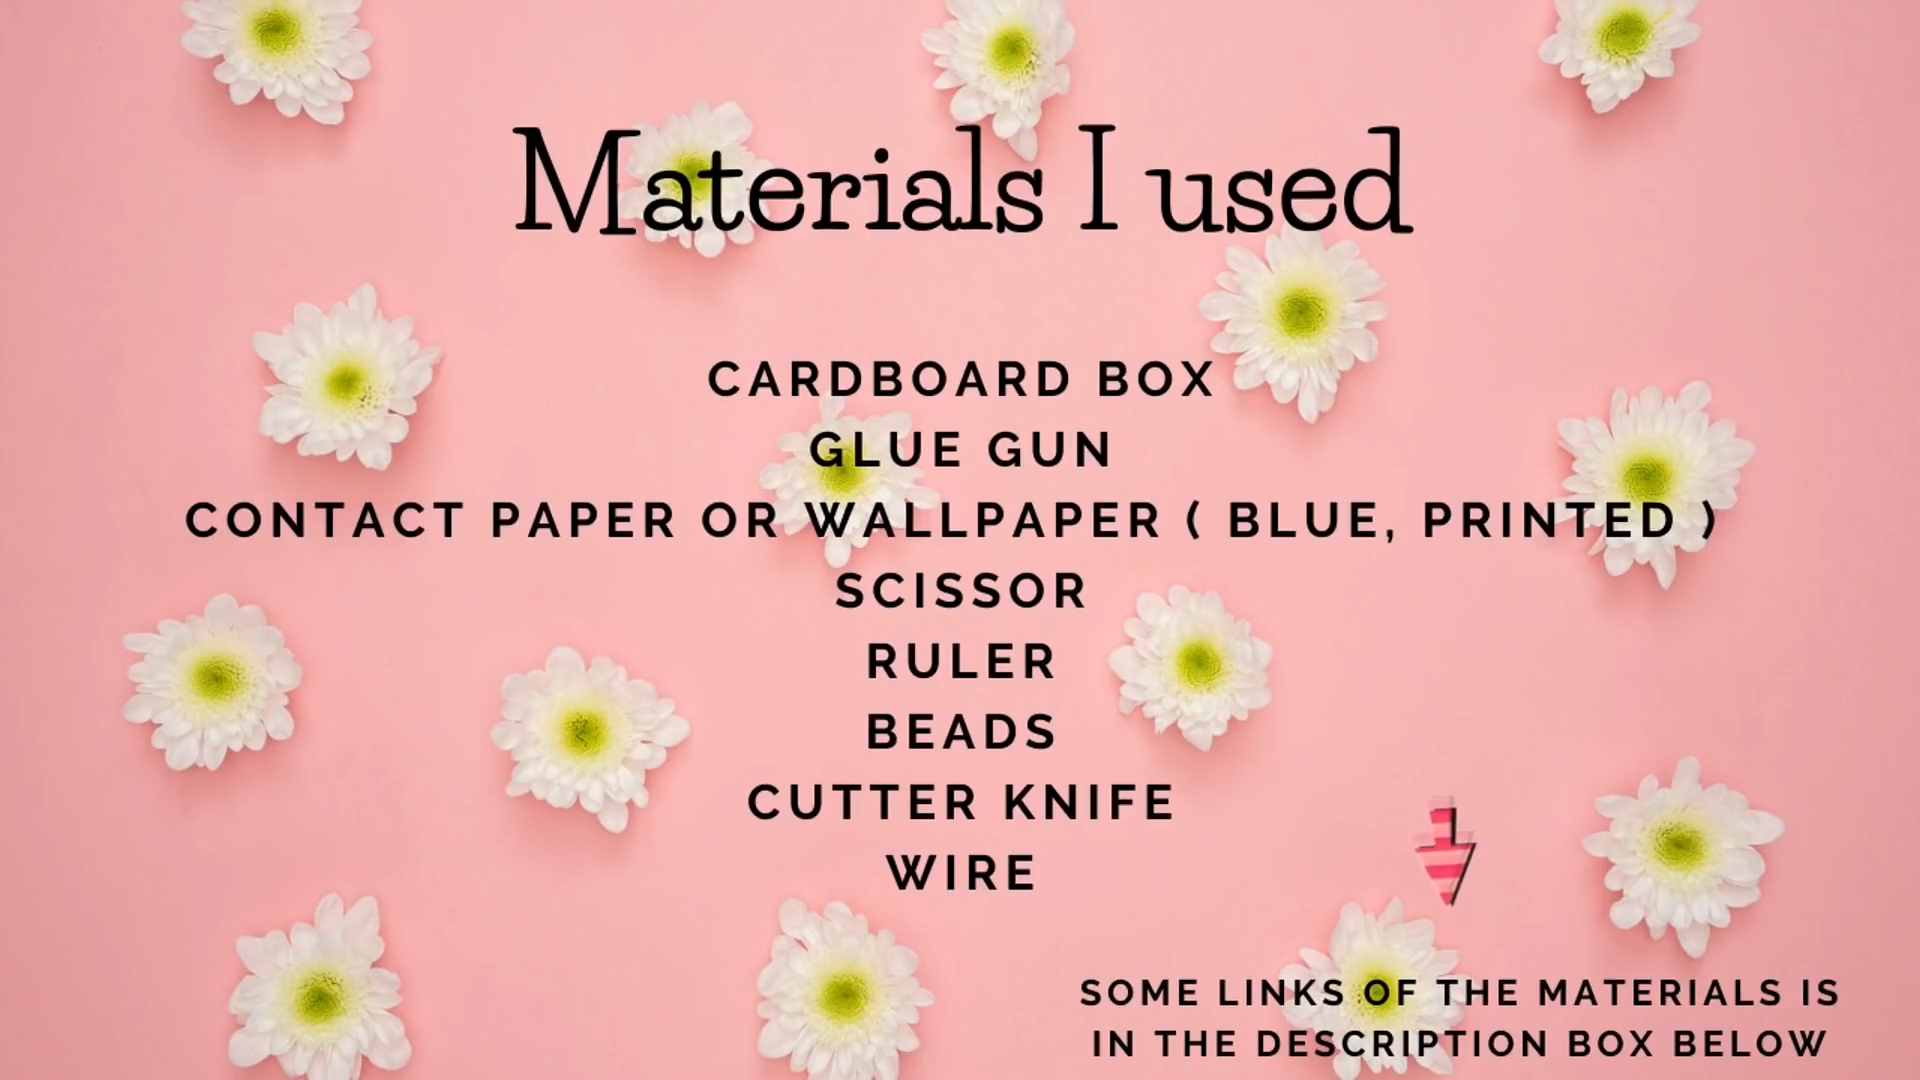 Materials I used
CARDBOARD BOX
GLUE GUN
CONTACT PAPER OR WALLPAPER ( BLUE, PRINTED )
SCISSOR
RULER
BEADS
CUTTER KNIFE
WIRE
SOME LINKS OF THE MATERIALS IS
IN THE DESCRIPTION BOX BELOW